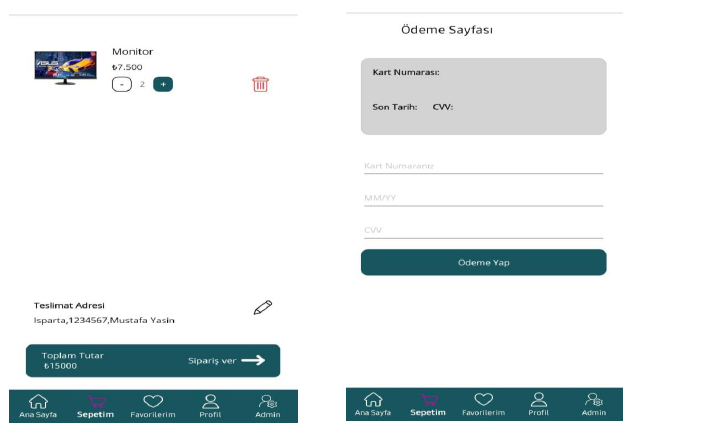 Monitor
₺7.500
- 2 +
Teslimat Adresi
Isparta,1234567,Mustafa Yasin
Toplam Tutar
₺15000
Sipariş ver
Ana Sayfa Sepetim Favorilerim Profil Admin
Ödeme Sayfası
Kart Numarası:
Son Tarih: CVV:
Kart Numaranız
MM/YY
CVV
Ödeme Yap
Ana Sayfa Sepetim Favorilerim Profil Admin